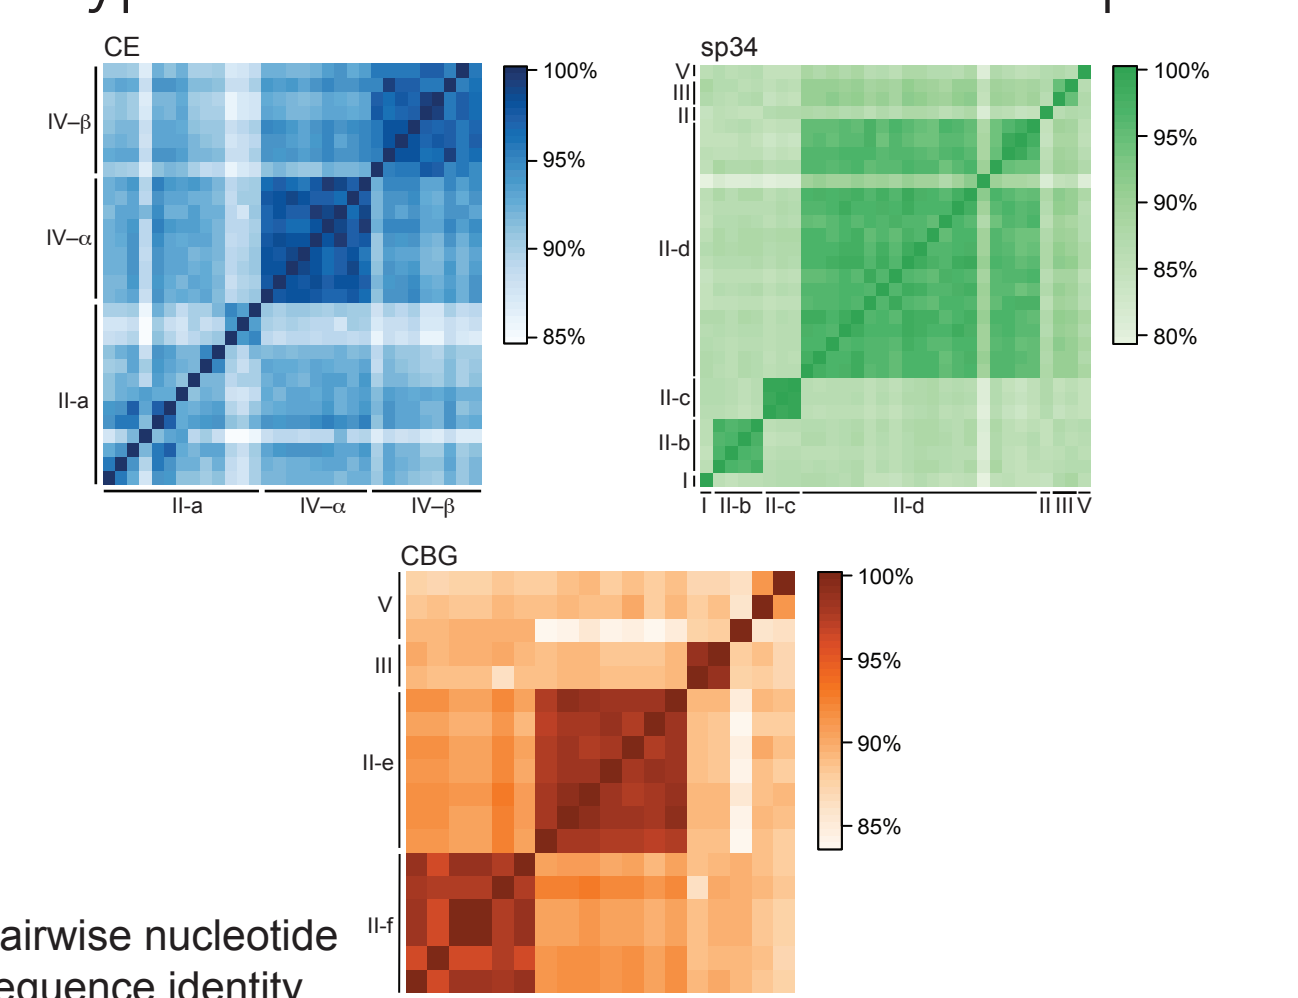 CE
IV–β
IV–α
II-a
II-a IV–α IV–β
100%
95%
90%
85%
sp34
V
III
II
II-d
II-c
II-b
I
I II-b II-c II-d II III V
100%
95%
90%
85%
80%
CBG
V
III
II-e
II-f
100%
95%
90%
85%
airwise nucleotide
equence identity